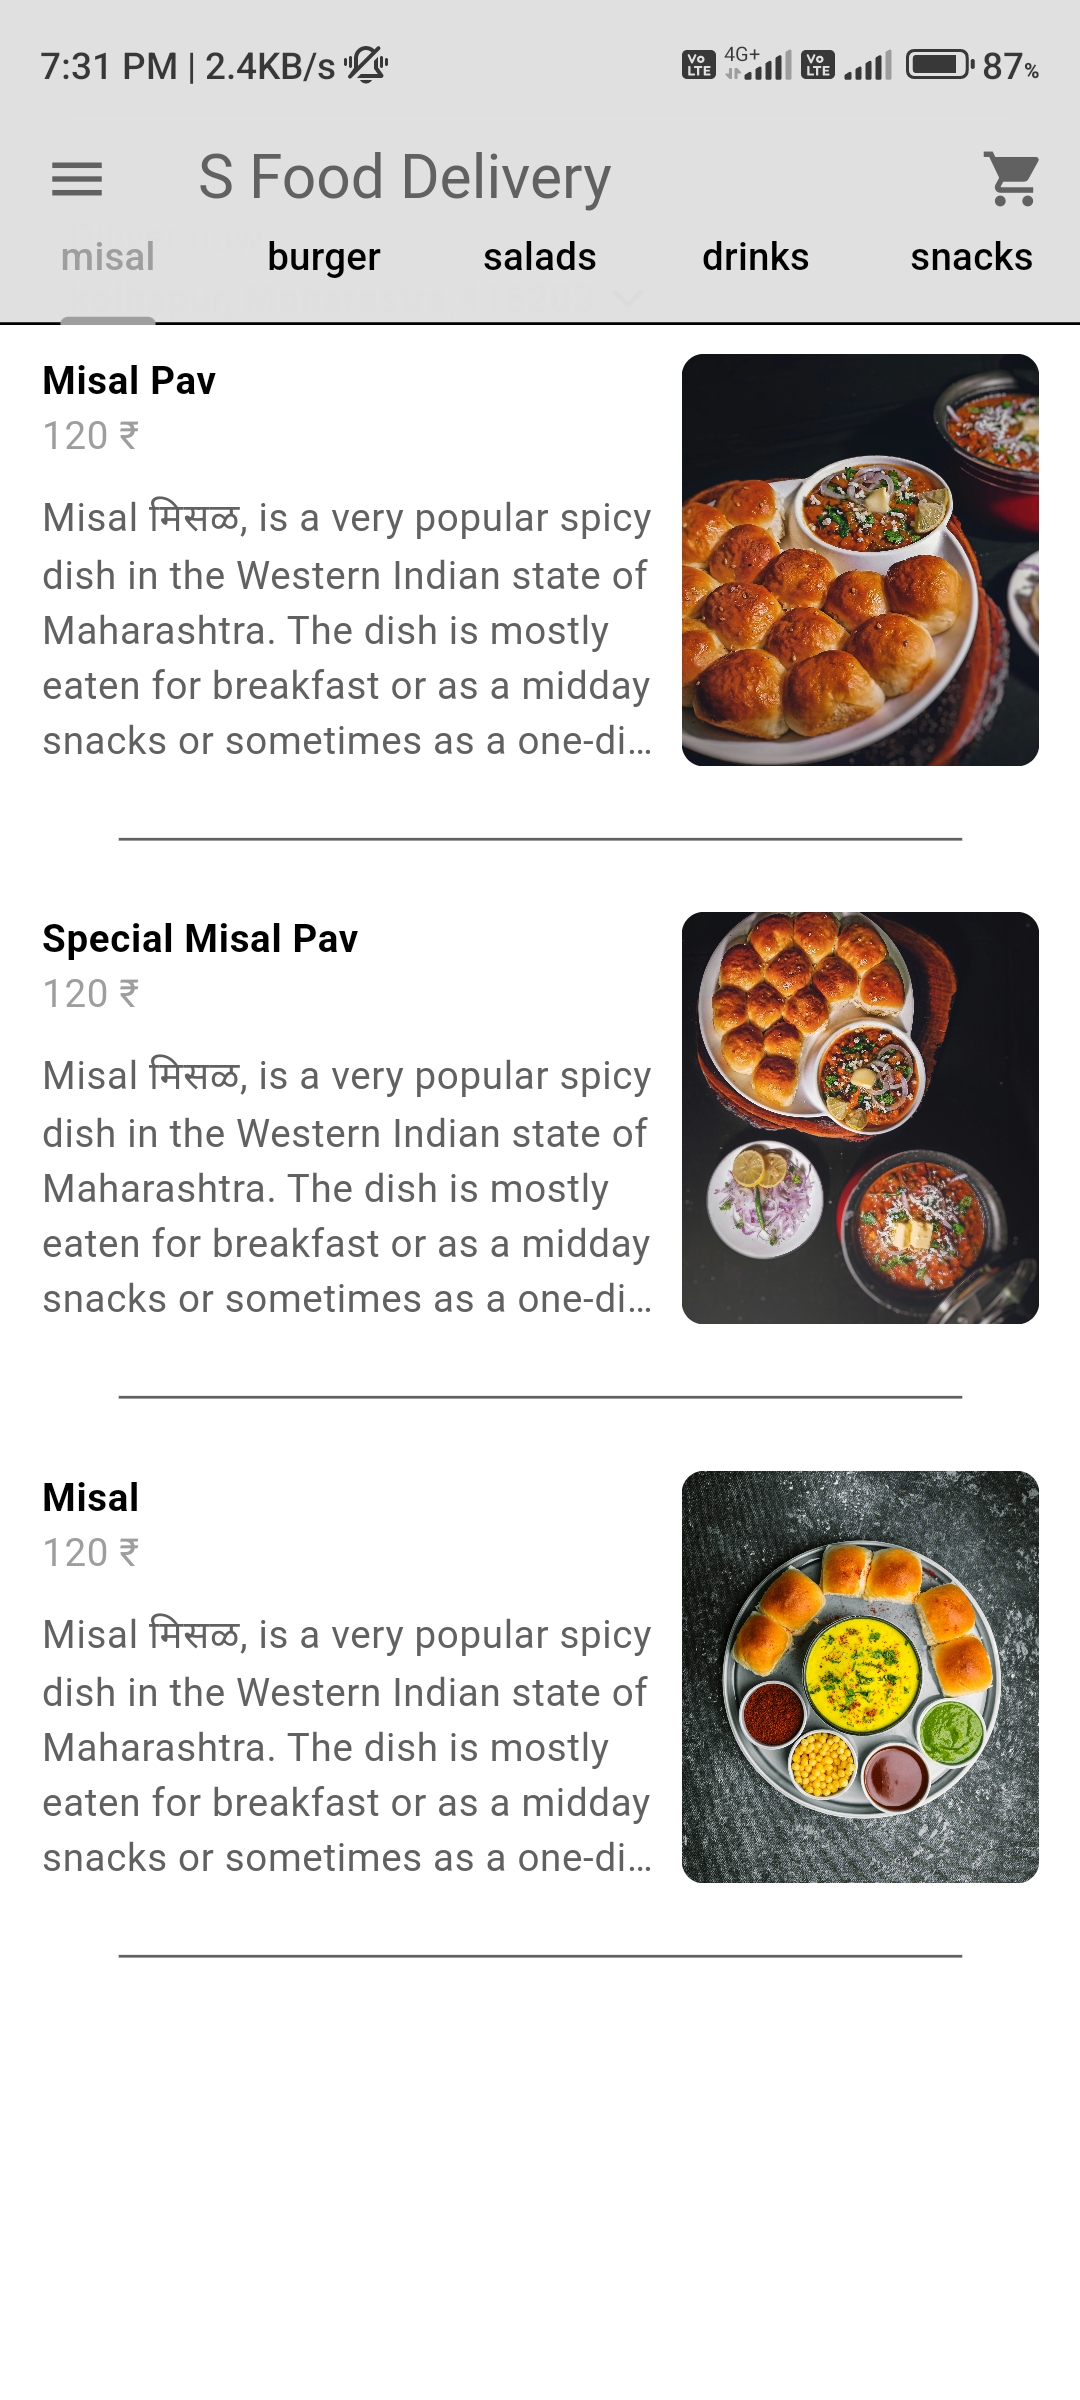 7:31 PM | 2.4KB/s 4G+ Vo LTE Vo LTE 87%
S Food Delivery
misal burger salads drinks snacks
Misal Pav
120 ₹
Misal मिसळ, is a very popular spicy
dish in the Western Indian state of
Maharashtra. The dish is mostly
eaten for breakfast or as a midday
snacks or sometimes as a one-di...
Special Misal Pav
120 ₹
Misal मिसळ, is a very popular spicy
dish in the Western Indian state of
Maharashtra. The dish is mostly
eaten for breakfast or as a midday
snacks or sometimes as a one-di...
Misal
120 ₹
Misal मिसळ, is a very popular spicy
dish in the Western Indian state of
Maharashtra. The dish is mostly
eaten for breakfast or as a midday
snacks or sometimes as a one-di...